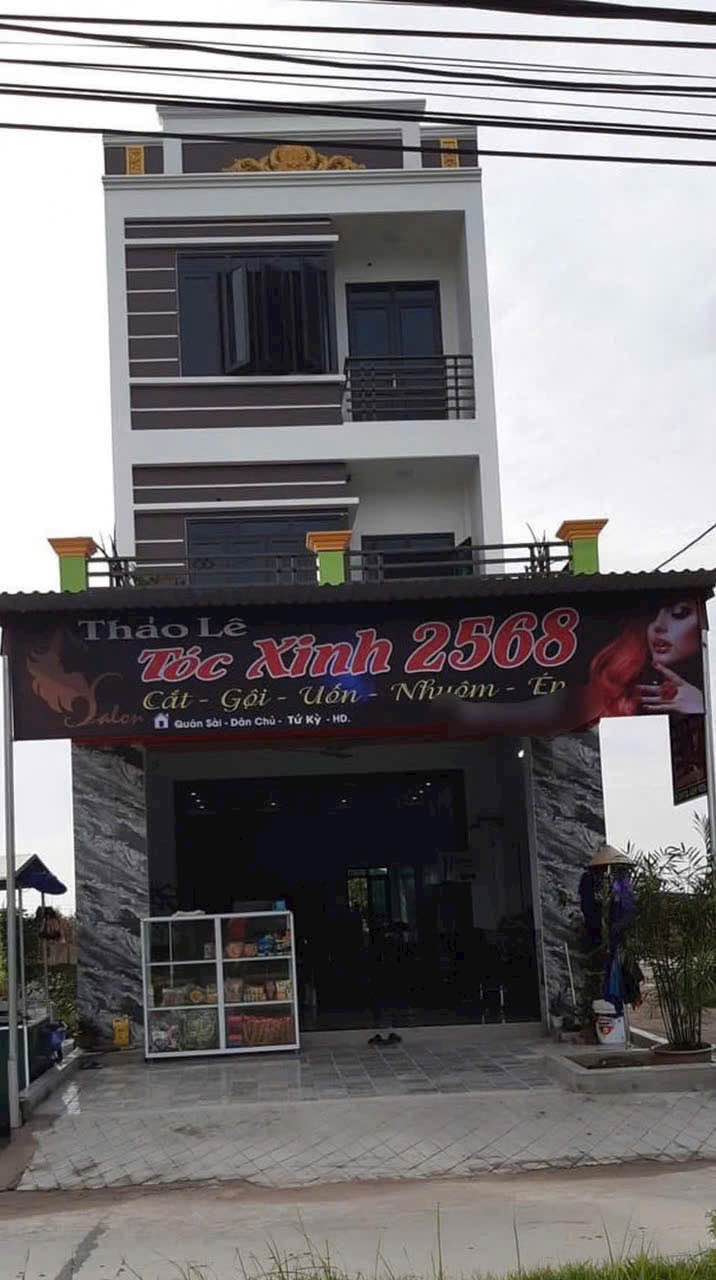 Thảo Lê
Tóc Xinh 2568
Salon
Cắt - Gội - Uốn - Nhuộm - Ép
Quán Sài - Dân Chủ - Tứ Kỳ - HD.